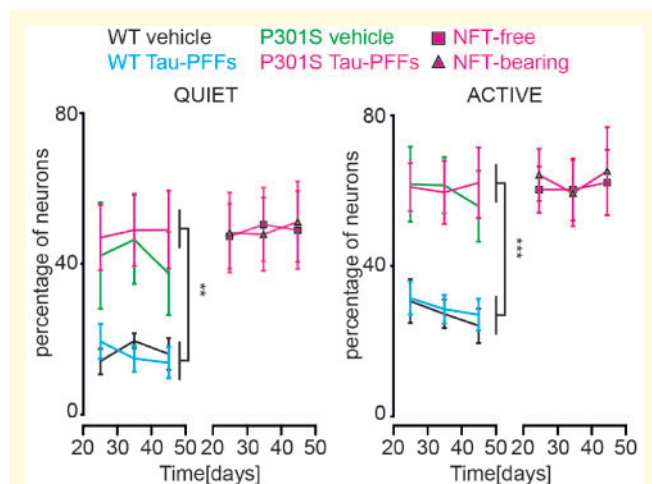 WT vehicle P301S vehicle NFT-free
WT Tau-PFFs P301S Tau-PFFs NFT-bearing
QUIET ACTIVE
80 80
percentage of neurons percentage of neurons
40 40
** ***
0 0
20 30 40 50 20 30 40 50 20 30 40 50 20 30 40 50
Time[days] Time[days]